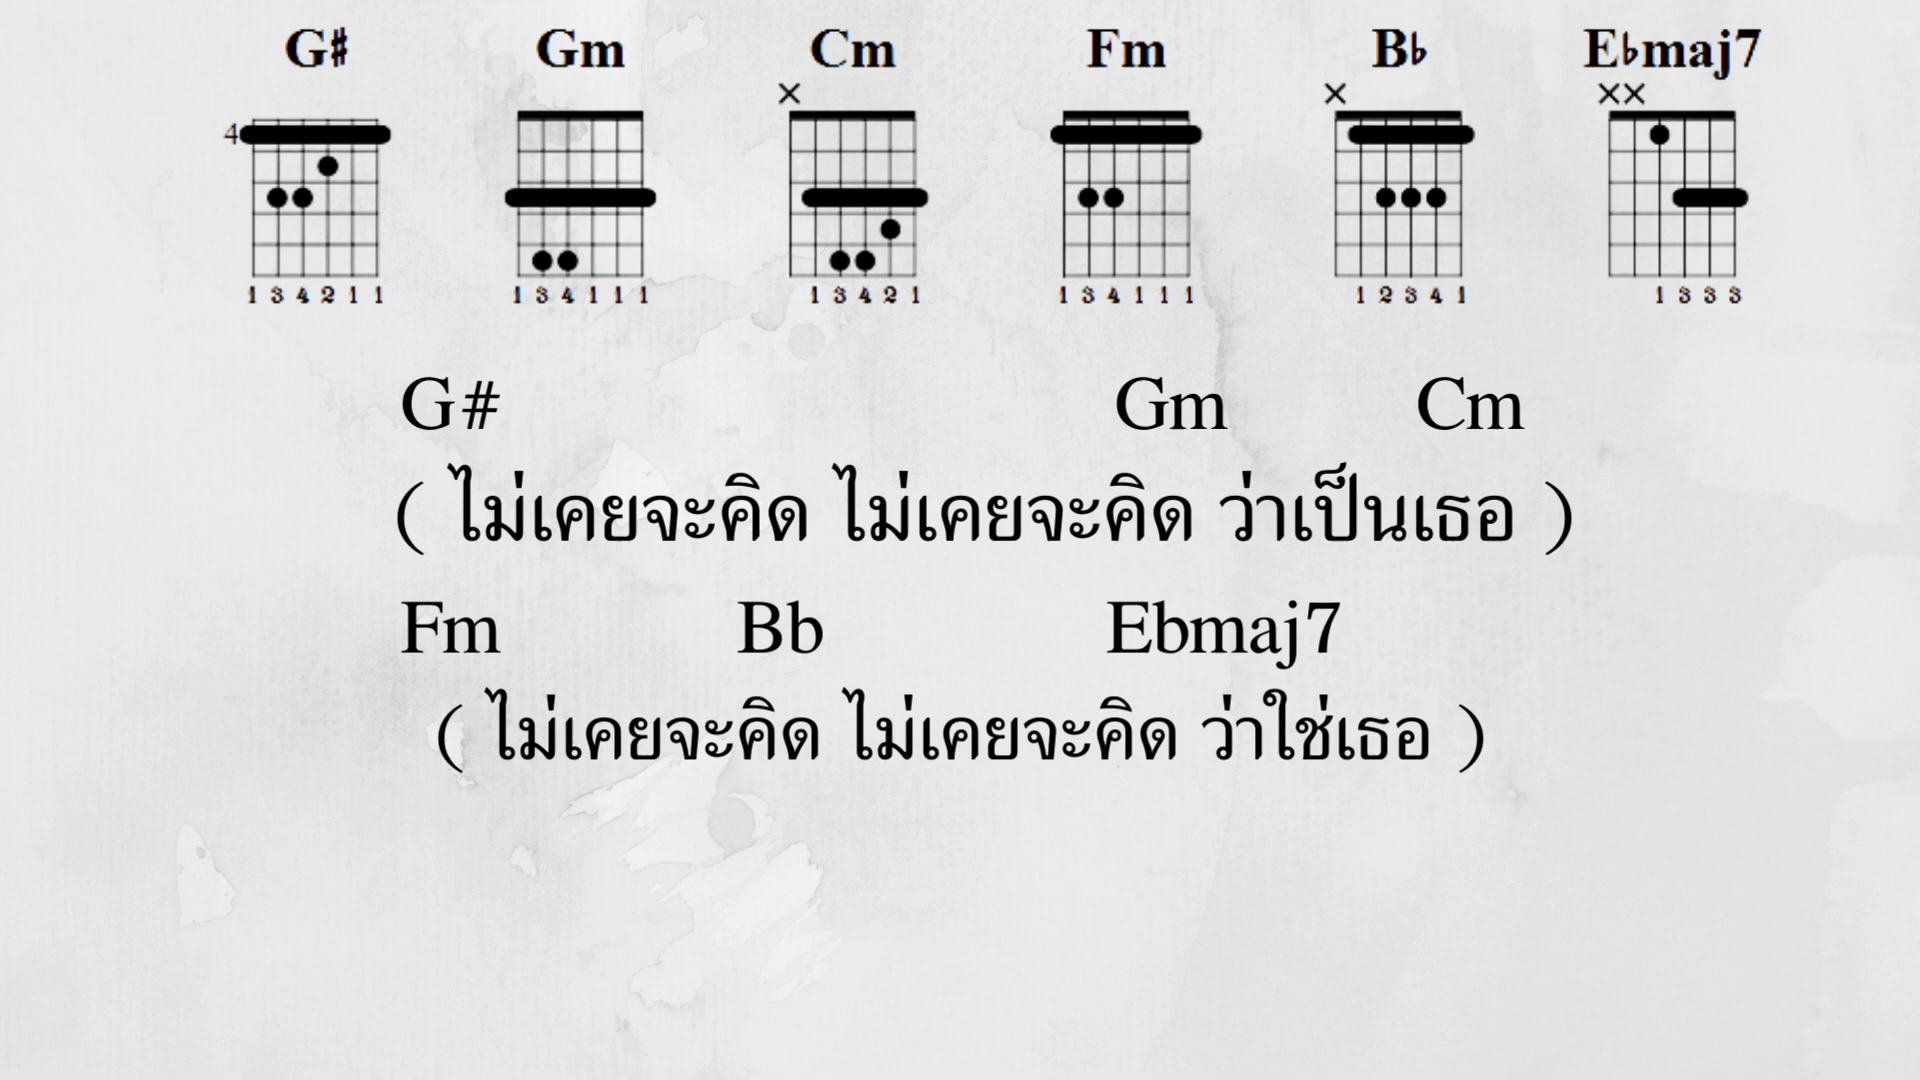 G♯ Gm Cm Fm B♭ E♭maj7
× × ××
4
1 3 4 2 1 1 1 3 4 1 1 1 1 3 4 2 1 1 3 4 1 1 1 1 2 3 4 1 1 3 3 3
G# Gm Cm
( ไม่เคยจะคิด ไม่เคยจะคิด ว่าเป็นเธอ )
Fm Bb Ebmaj7
( ไม่เคยจะคิด ไม่เคยจะคิด ว่าใช่เธอ )